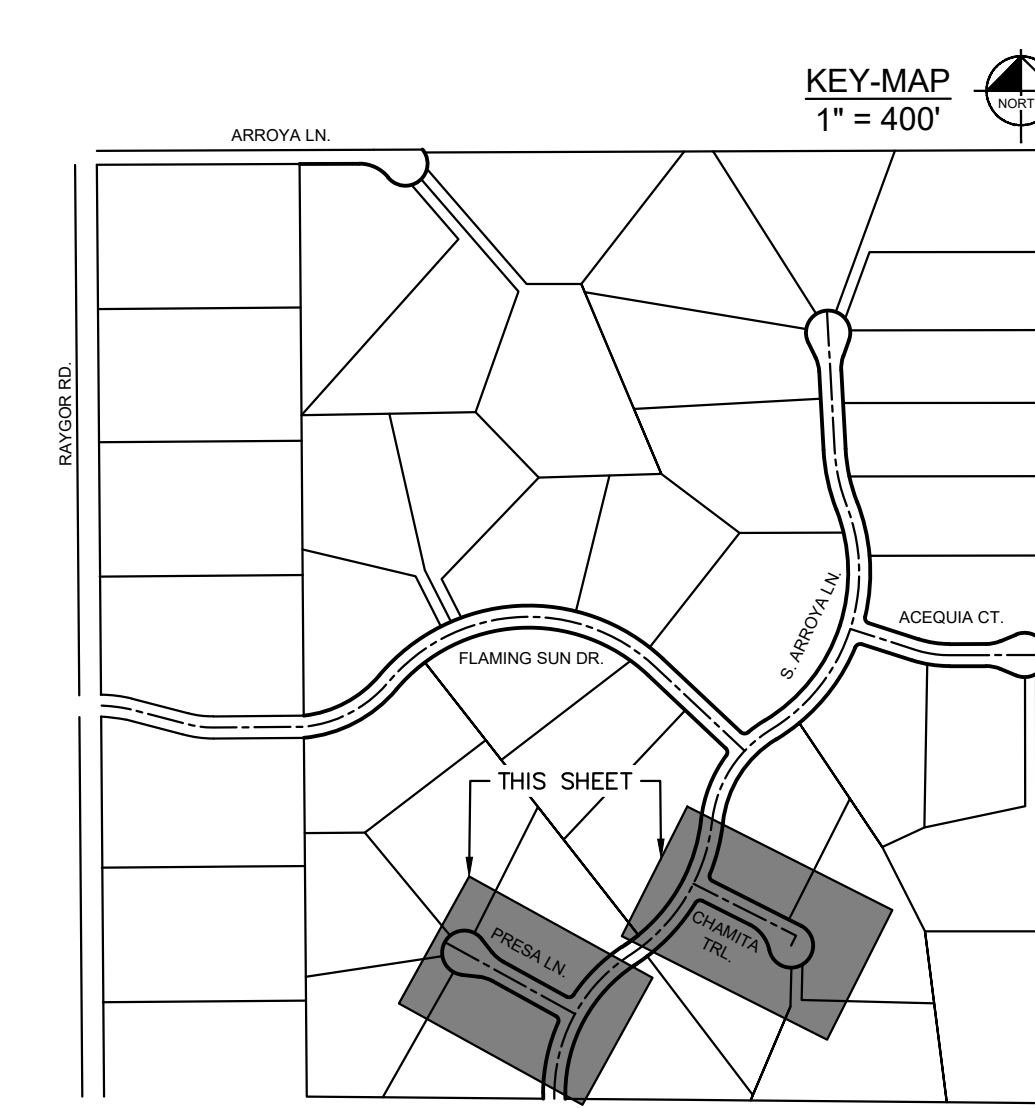 KEY-MAP
1" = 400'
NORT
ARROYA LN.
RAYGOR RD.
S. ARROYA LN.
ACEQUIA CT.
FLAMING SUN DR.
THIS SHEET
PRESA LN.
CHAMITA
TRL.